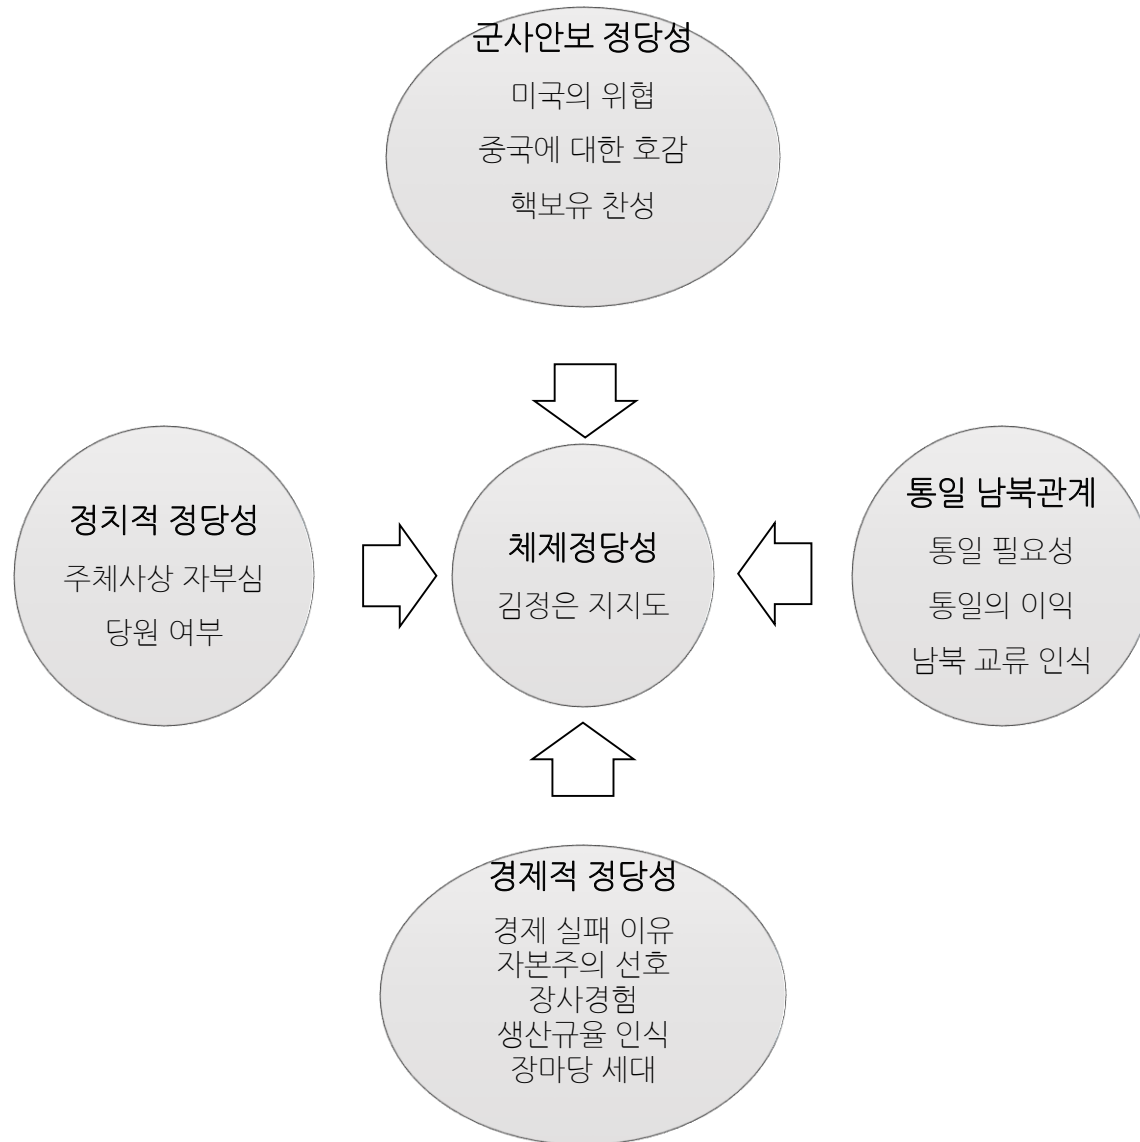 군사안보 정당성
미국의 위협
중국에 대한 호감
핵보유 찬성
정치적 정당성
주체사상 자부심
당원 여부
체제정당성
김정은 지지도
통일 남북관계
통일 필요성
통일의 이익
남북 교류 인식
경제적 정당성
경제 실패 이유
자본주의 선호
장사경험
생산규율 인식
장마당 세대